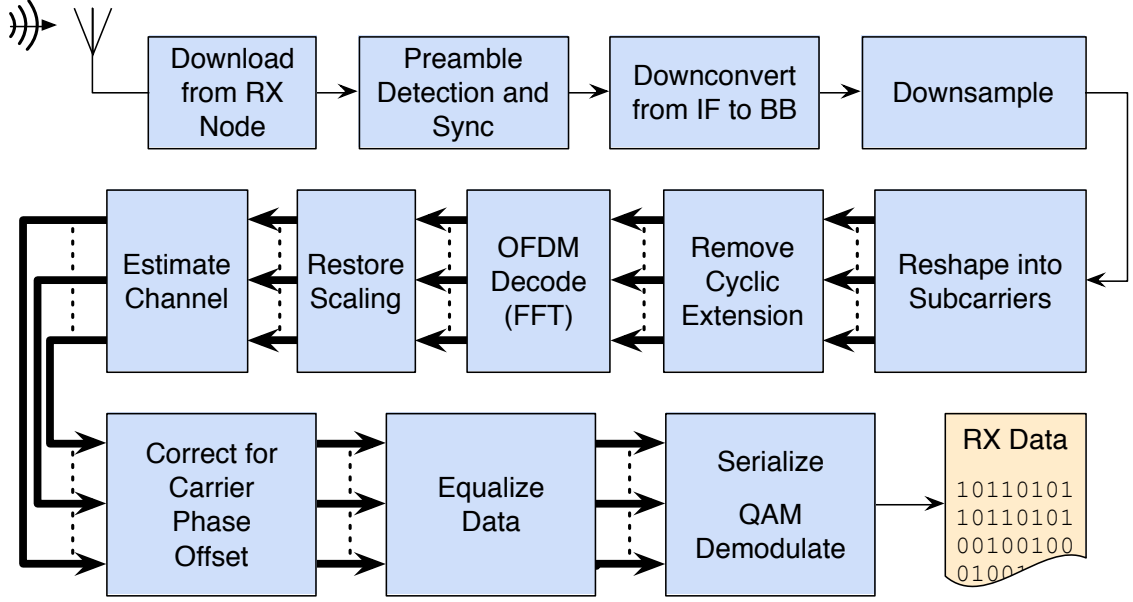 Download
from RX
Node
Preamble
Detection and
Sync
Downconvert
from IF to BB
Downsample
Estimate
Channel
Restore
Scaling
OFDM
Decode
(FFT)
Remove
Cyclic
Extension
Reshape into
Subcarriers
Correct for
Carrier
Phase
Offset
Equalize
Data
Serialize
QAM
Demodulate
RX Data
10110101
10110101
00100100
0100